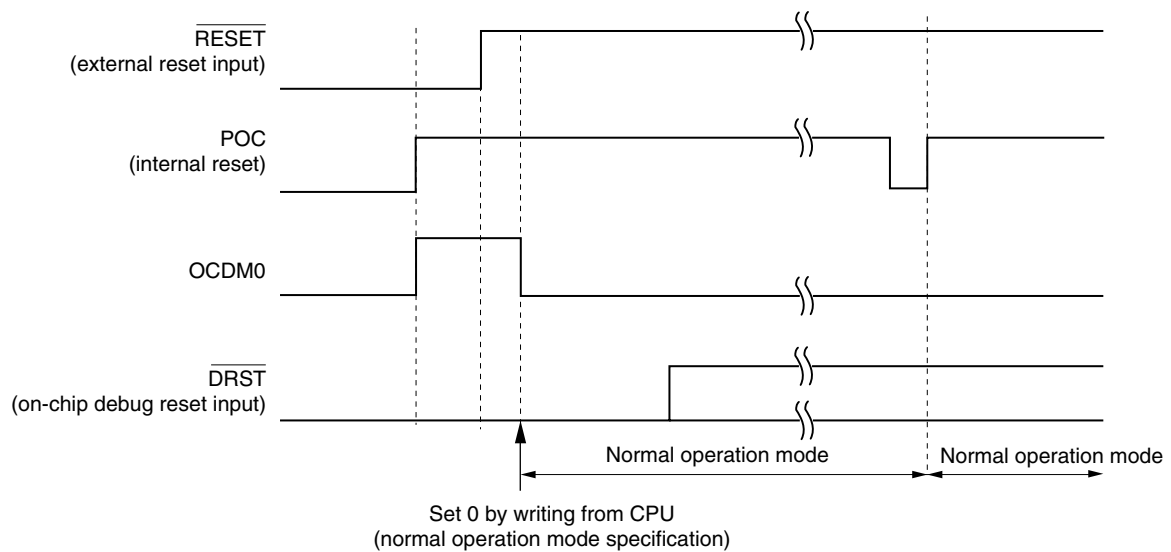 RESET
(external reset input)
POC
(internal reset)
OCDM0
DRST
(on-chip debug reset input)
Normal operation mode
Normal operation mode
Set 0 by writing from CPU
(normal operation mode specification)